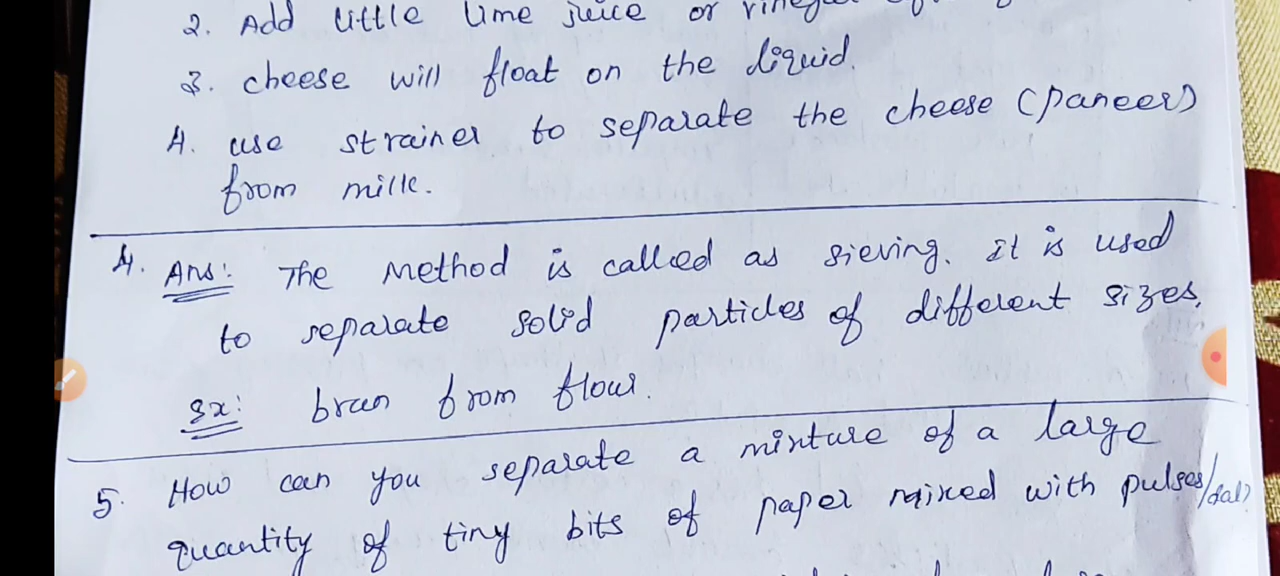 2. Add little lime juice or
3. cheese will float on the liquid.
4. use strainer to separate the cheese (paneer)
from milk.
4. Ans: The Method is called as sieving. It is used
to separate solid particles of different sizes.
Ex: bran from flour.
5. How can you separate a mixture of a large
quantity of tiny bits of paper mixed with pulses/dal?